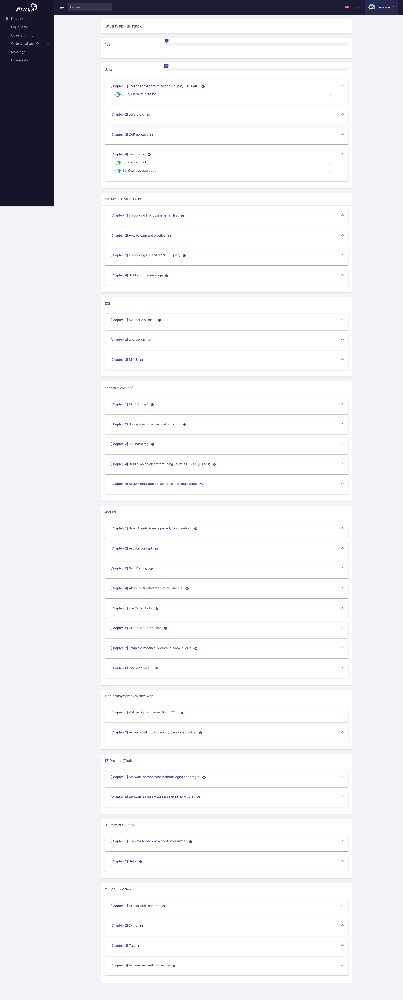 Atmom
Tìm kiếm...
dev student 1
Dashboard
Lớp của tôi
Quản lý lịch học
Quản lý bài test IQ
Khóa học
Community
Java Web Fullstack
123f
Java
0%
[Chapter - 1] Tool and environment setting (Eclipse, JDK, Path)
[Quiz] Kiểm tra giữa kỳ
[Chapter - 2] Java basic
[Chapter - 3] OOP concept
[Chapter - 4] Java Swing
[Quiz] quiz java I
[Bài đọc] eqasdasdasd
Starting - HTML-CSS-JS
[Chapter - 1] Introducing to Programing mindset
[Chapter - 2] How to learn and practice
[Chapter - 3] Introducing to HTML-CSS-JS-Jquery
[Chapter - 4] Build a simple webpage
SQL
[Chapter - 1] SQL basic concept
[Chapter - 2] SQL design
[Chapter - 3] DBMS
Spring (MVC/Boot)
[Chapter - 1] MVC concept
[Chapter - 2] Spring basic structure and concepts
[Chapter - 3] JSP basic tag
[Chapter - 4] Build simple web system using Spring, SQL, JSP (LCRUD)
[Chapter - 5] Basic Spring boot (create project, configuration)
Angular
[Chapter - 1] Basic Angular (create project, configuration)
[Chapter - 2] Angular concept
[Chapter - 3] Data Binding
[Chapter - 4] Attribute Directive/ Structure Directive
[Chapter - 5] Life Cycle Hooks
[Chapter - 6] Component Interaction
[Chapter - 7] Template Varialble/ Viewchild/ Viewchildren
[Chapter - 8] Pipes/ Service ...
Web deployment/ Advance Web
[Chapter - 1] Web packaging, server, linux, FTP...
[Chapter - 2] Advance web topic (Security, Session & Cookie)
SE Process (Tool)
[Chapter - 1] Software development methodologies and stages
[Chapter - 2] Software development support tool (SVN, GIT)
Journey to mastery
[Chapter - 1] The keys to become a good programmer
[Chapter - 2] Skills
Test/ Demo/ Preserve
[Chapter - 1] Project with coaching
[Chapter - 2] Demo
[Chapter - 3] Test
[Chapter - 4] Preserve to handle exception